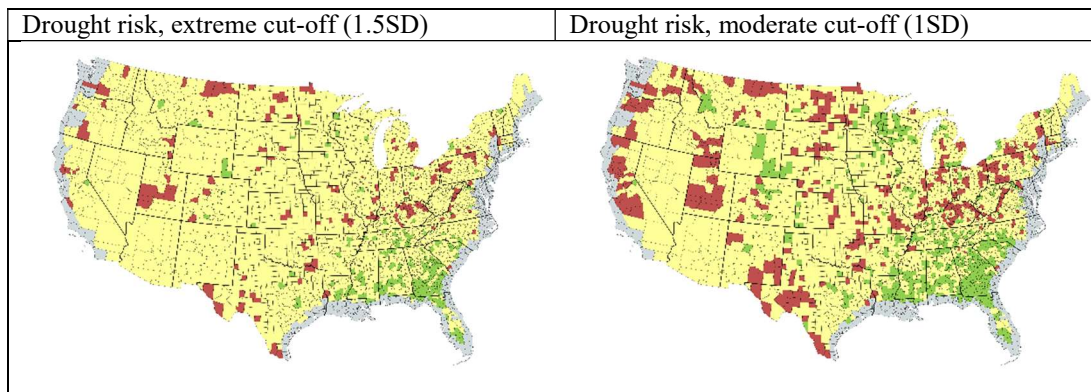 Drought risk, extreme cut-off (1.5SD)
Drought risk, moderate cut-off (1SD)